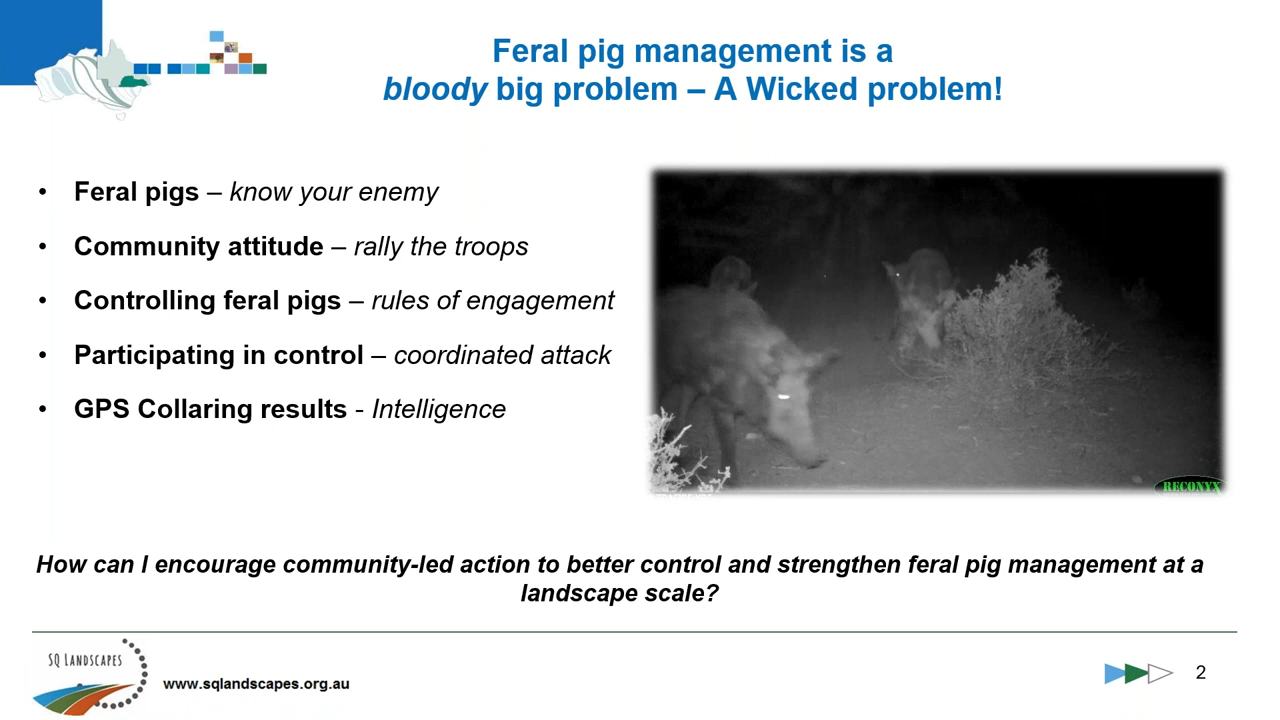 Feral pig management is a
bloody big problem – A Wicked problem!
• Feral pigs – know your enemy
• Community attitude – rally the troops
• Controlling feral pigs – rules of engagement
• Participating in control – coordinated attack
• GPS Collaring results - Intelligence
RECONYX
How can I encourage community-led action to better control and strengthen feral pig management at a
landscape scale?
SQ LANDSCAPES
www.sqlandscapes.org.au
2